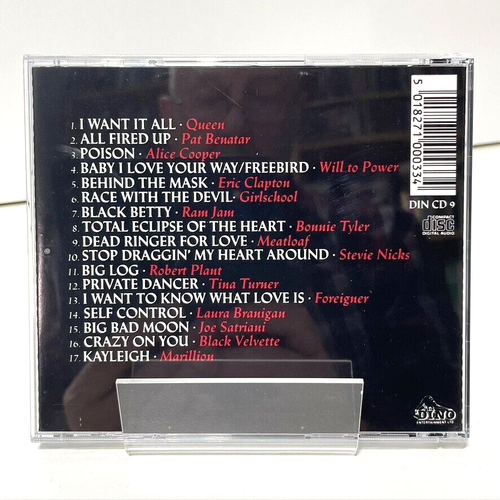 1. I WANT IT ALL · Queen
2. ALL FIRED UP · Pat Benatar
3. POISON · Alice Cooper
4. BABY I LOVE YOUR WAY/FREEBIRD · Will to Power
5. BEHIND THE MASK · Eric Clapton
6. RACE WITH THE DEVIL · Girlschool
7. BLACK BETTY · Ram Jam
8. TOTAL ECLIPSE OF THE HEART · Bonnie Tyler
9. DEAD RINGER FOR LOVE · Meatloaf
10. STOP DRAGGIN' MY HEART AROUND · Stevie Nicks
11. BIG LOG · Robert Plant
12. PRIVATE DANCER · Tina Turner
13. I WANT TO KNOW WHAT LOVE IS · Foreigner
14. SELF CONTROL · Laura Branigan
15. BIG BAD MOON · Joe Satriani
16. CRAZY ON YOU · Black Velvette
17. KAYLEIGH · Marillion
5 018271 000334
DIN CD 9
COMPACT
disc
DIGITAL AUDIO
DINO
ENTERTAINMENT LTD